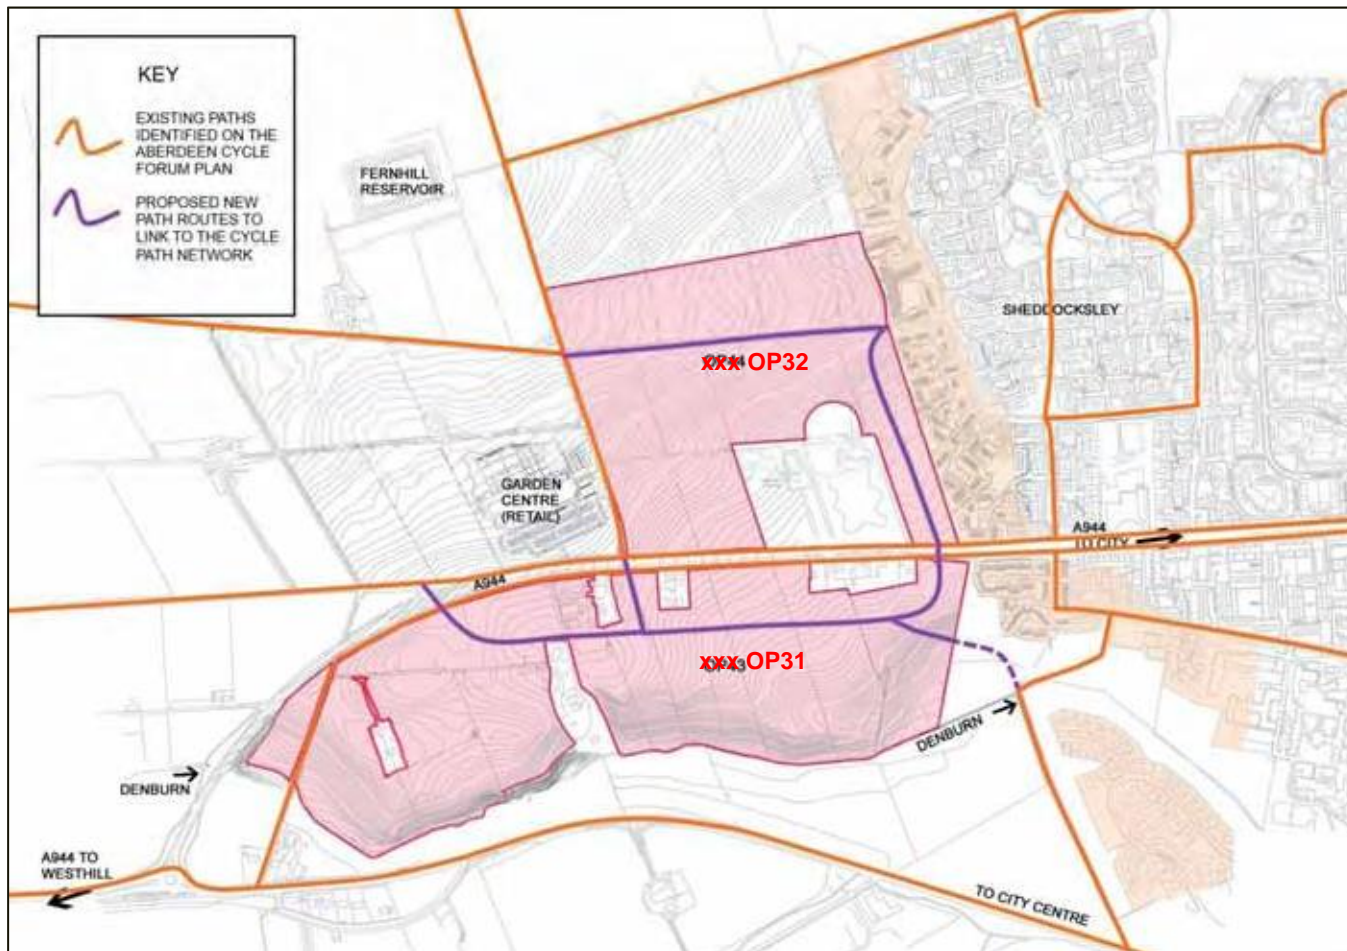 KEY
EXISTING PATHS
IDENTIFIED ON THE
ABERDEEN CYCLE
FORUM PLAN
PROPOSED NEW
PATH ROUTES TO
LINK TO THE CYCLE
PATH NETWORK
FERNHILL
RESERVOIR
SHEDDOCKSLEY
xxx OP32
GARDEN
CENTRE
(RETAIL)
A944
TO CITY
A944
xxx OP31
DENBURN
DENBURN
A944 TO
WESTHILL
TO CITY CENTRE